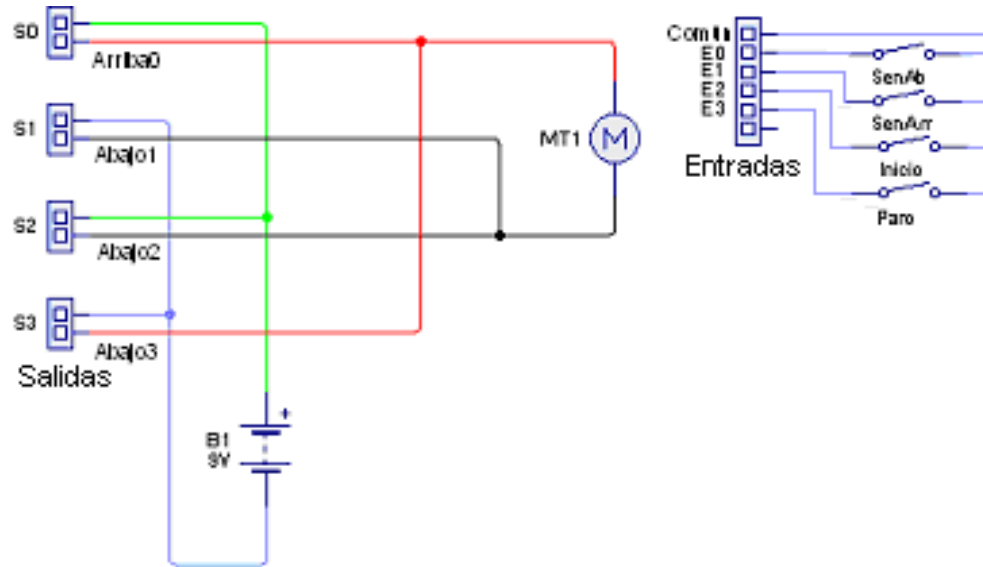 S0
Arriba0
S1
Abajo1
S2
Abajo2
S3
Abajo3
Salidas
B1
9V
+
MT1
M
Común
E0
E1
E2
E3
Entradas
SenAb
SenArr
Inicio
Paro